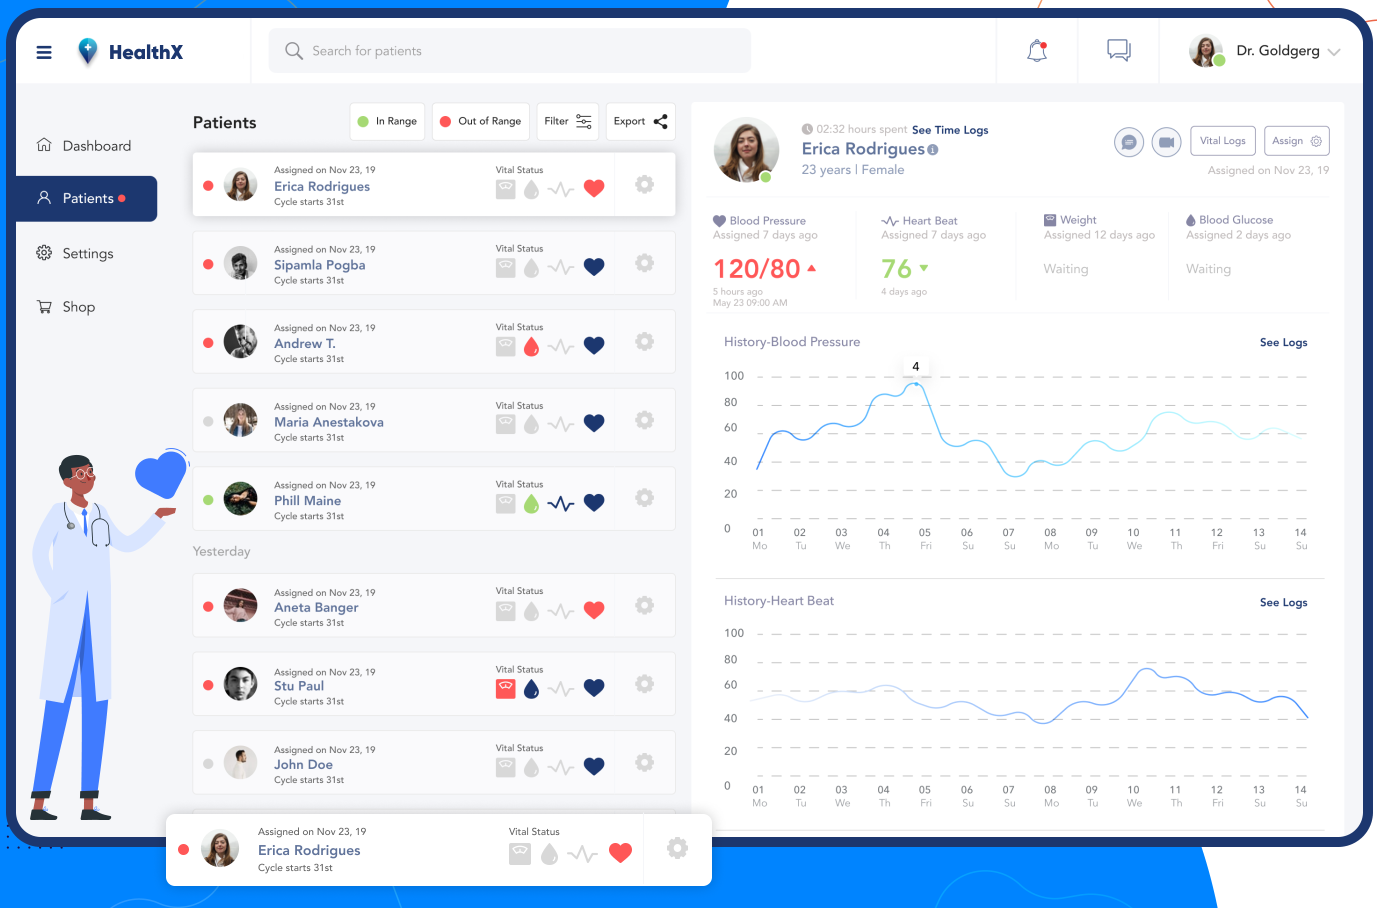 HealthX
Search for patients
Dr. Goldgerg
Dashboard
Patients
Settings
Shop
Patients
In Range
Out of Range
Filter
Export
Assigned on Nov 23, 19
Erica Rodrigues
Cycle starts 31st
Vital Status
Assigned on Nov 23, 19
Sipamla Pogba
Cycle starts 31st
Vital Status
Assigned on Nov 23, 19
Andrew T.
Cycle starts 31st
Vital Status
Assigned on Nov 23, 19
Maria Anestakova
Cycle starts 31st
Vital Status
Assigned on Nov 23, 19
Phill Maine
Cycle starts 31st
Vital Status
Yesterday
Assigned on Nov 23, 19
Aneta Banger
Cycle starts 31st
Vital Status
Assigned on Nov 23, 19
Stu Paul
Cycle starts 31st
Vital Status
Assigned on Nov 23, 19
John Doe
Cycle starts 31st
Vital Status
Assigned on Nov 23, 19
Erica Rodrigues
Cycle starts 31st
Vital Status
02:32 hours spent See Time Logs
Erica Rodrigues
23 years | Female
Vital Logs
Assign
Assigned on Nov 23, 19
Blood Pressure
Assigned 7 days ago
120/80
5 hours ago
May 23 09:00 AM
Heart Beat
Assigned 7 days ago
76
4 days ago
Weight
Assigned 12 days ago
Waiting
Blood Glucose
Assigned 2 days ago
Waiting
History-Blood Pressure
See Logs
4
100
80
60
40
20
0
01 02 03 04 05 06 07 08 09 10 11 12 13 14
Mo Tu We Th Fri Su Su Mo Tu We Th Fri Su Su
History-Heart Beat
See Logs
100
80
60
40
20
0
01 02 03 04 05 06 07 08 09 10 11 12 13 14
Mo Tu We Th Fri Su Su Mo Tu We Th Fri Su Su